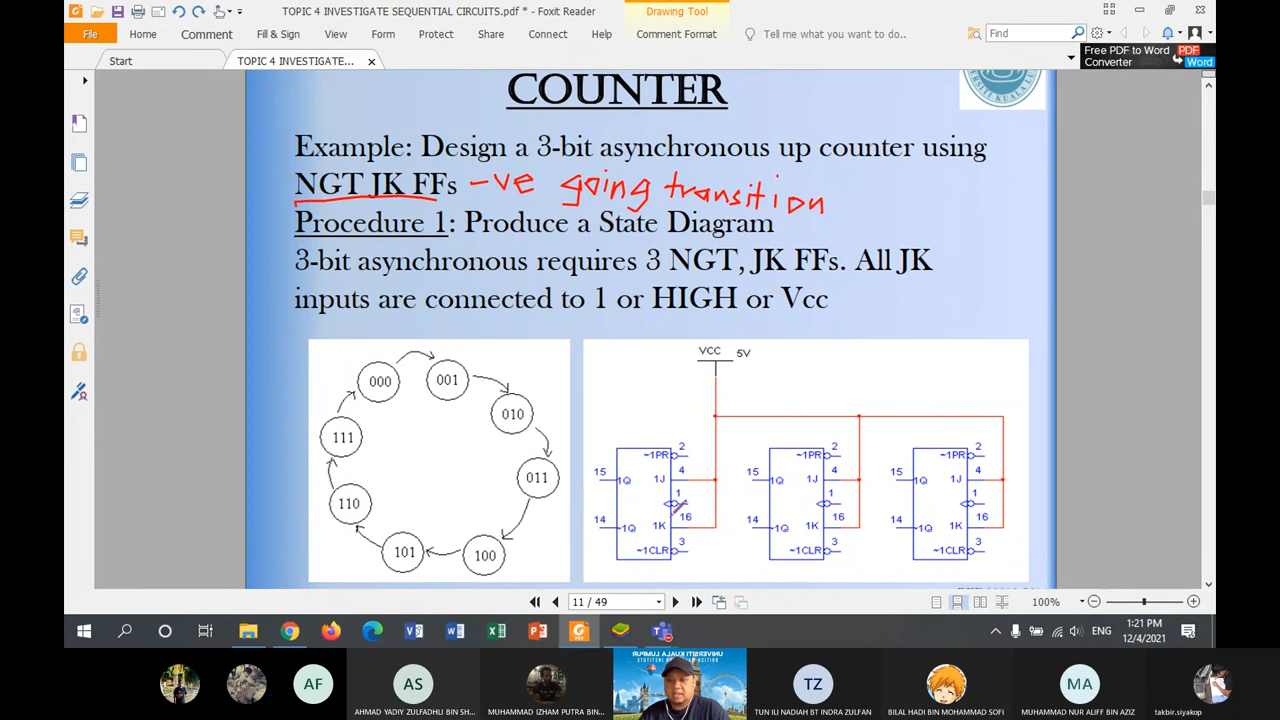 TOPIC 4 INVESTIGATE SEQUENTIAL CIRCUITS.pdf * - Foxit Reader
Drawing Tool
File Home Comment Fill & Sign View Form Protect Share Connect Help Comment Format Tell me what you want to do.. Find
Start TOPIC 4 INVESTIGATE...
Free PDF to Word Converter PDF Word
COUNTER
Example: Design a 3-bit asynchronous up counter using
NGT JK FFs -ve going transition
Procedure 1: Produce a State Diagram
3-bit asynchronous requires 3 NGT, JK FFs. All JK
inputs are connected to 1 or HIGH or Vcc
000 001 010 011 100 101 110 111
VCC 5V
~1PR 2 ~1PR 2 ~1PR 2
15 1Q 1J 4 15 1Q 1J 4 15 1Q 1J 4
1 1 1
14 ~1Q 1K 16 14 ~1Q 1K 16 14 ~1Q 1K 16
~1CLR 3 ~1CLR 3 ~1CLR 3
11 / 49 100%
ENG 1:21 PM
12/4/2021
AF AS TZ MA
AHMAD YADIY ZULFADHLI BIN SH... MUHAMMAD IZHAM PUTRA BIN... TUN ILI NADIAH BT INDRA ZULFAN BILAL HADI BIN MOHAMMAD SOFI MUHAMMAD NUR ALIFF BIN AZIZ takbir.siyakop